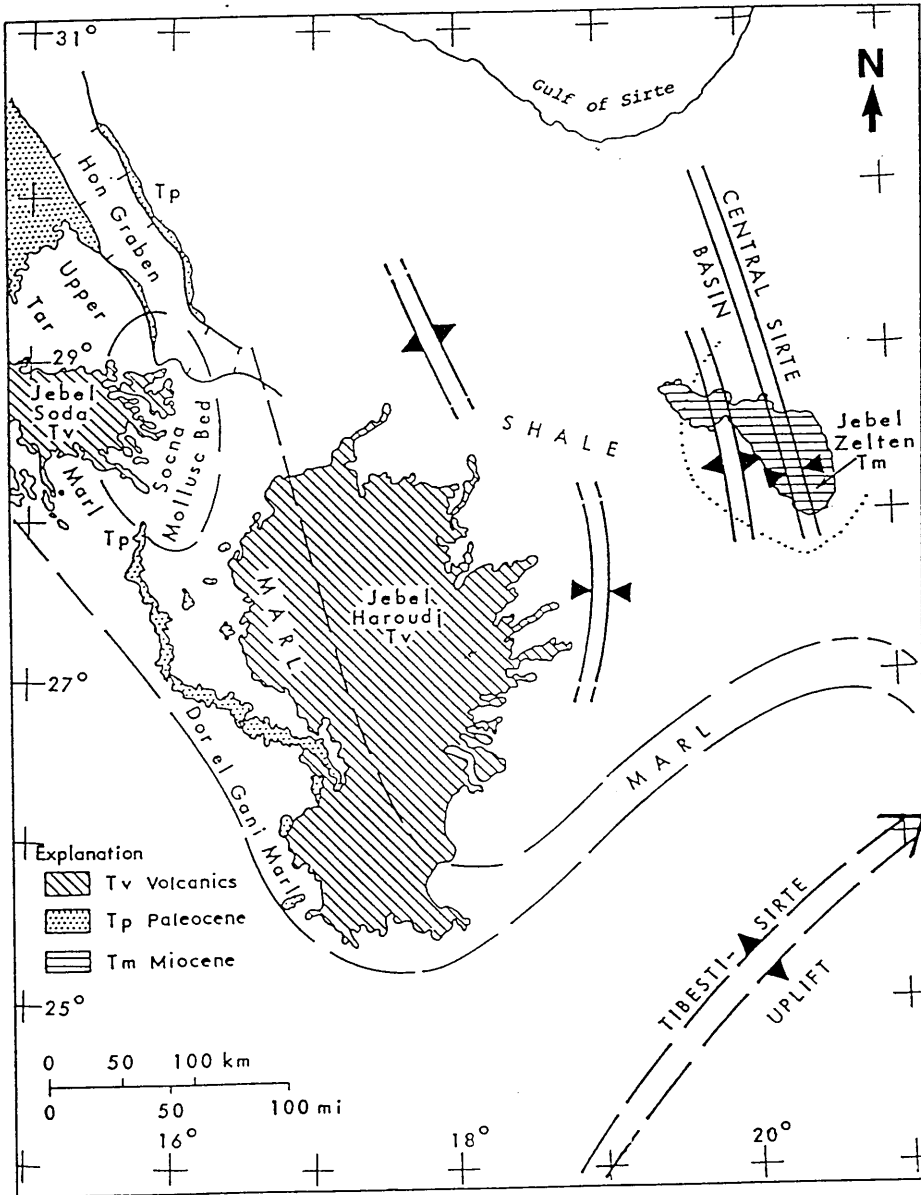 31°
Gulf of Sirte
N
Hon
Graben
Tp
CENTRAL SIRTE
BASIN
Upper
Tar
29°
Jebel
Soda
Tv
Socna
Mollusc Bed
Marl
SHALE
Jebel
Zelten
Tm
Tp
MARL
Jebel
Haroudj
Tv
27°
Dor el Gani Marl
MARL
Explanation
Tv Volcanics
Tp Paleocene
Tm Miocene
TIBESTI- SIRTE
UPLIFT
25°
0 50 100 km
0 50 100 mi
16° 18° 20°